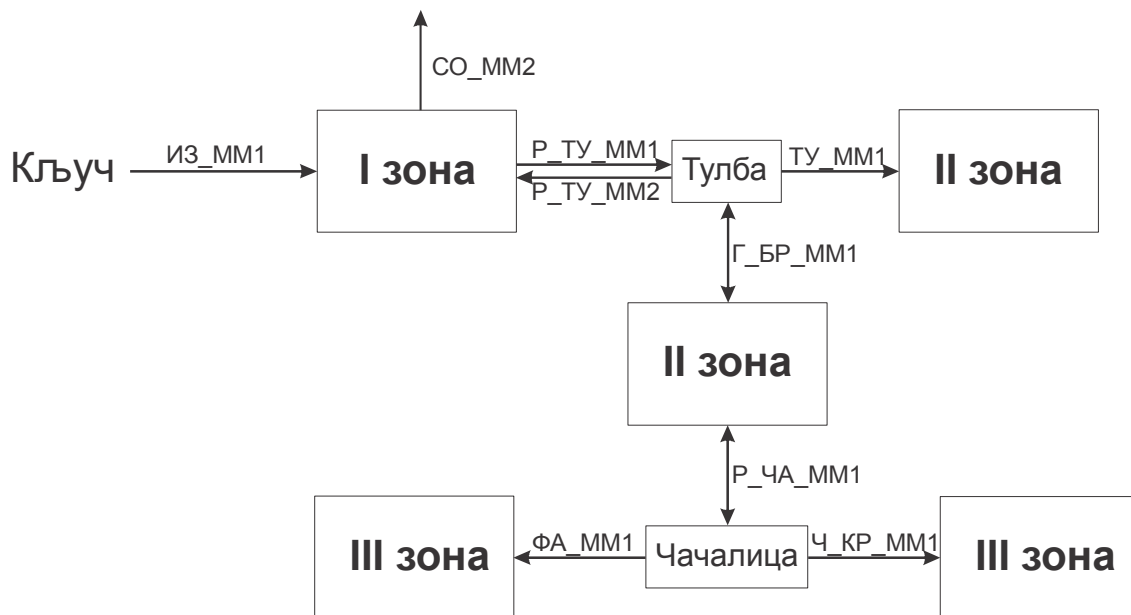 СО_ММ2
Кључ
ИЗ_ММ1
I зона
Р_ТУ_ММ1
Р_ТУ_ММ2
Тулба
ТУ_ММ1
II зона
Г_БР_ММ1
II зона
Р_ЧА_ММ1
III зона
ФА_ММ1
Чачалица
Ч_КР_ММ1
III зона